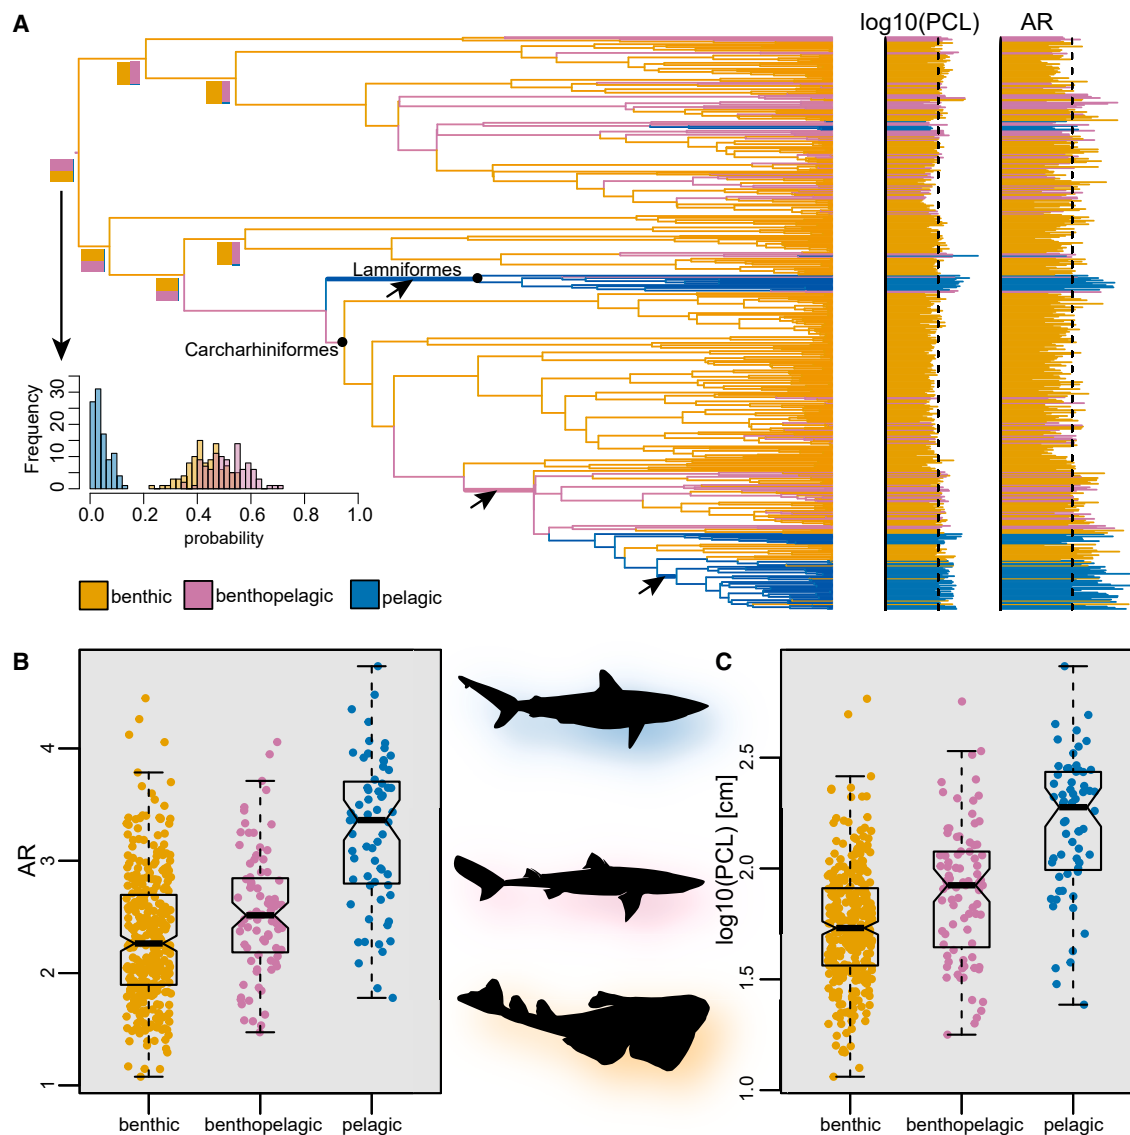 A
log10(PCL)
AR
Lamniformes
Carcharhiniformes
Frequency
0
10
20
30
0.0
0.2
0.4
0.6
0.8
1.0
probability
benthic
benthopelagic
pelagic
B
AR
1
2
3
4
benthic
benthopelagic
pelagic
C
log10(PCL) [cm]
1.0
1.5
2.0
2.5
benthic
benthopelagic
pelagic